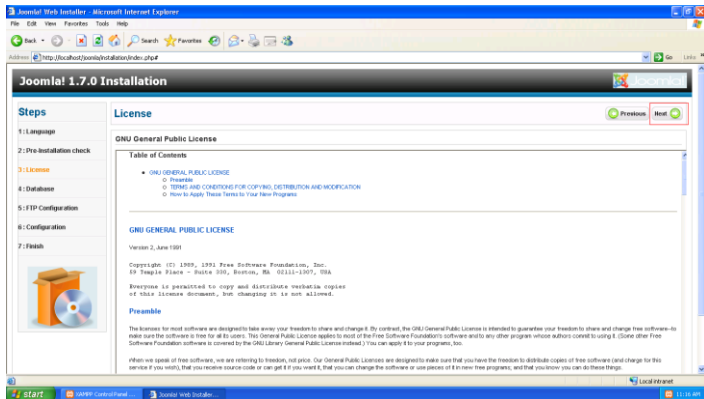 Joomla! Web Installer - Microsoft Internet Explorer
File Edit View Favorites Tools Help
Back Search Favorites
Address http://localhost/joomla/installation/index.php# Go Links
Joomla! 1.7.0 Installation
Joomla!
Steps
License
Previous Next
1 : Language
GNU General Public License
2 : Pre-Installation check
Table of Contents
3 : License
GNU GENERAL PUBLIC LICENSE
Preamble
TERMS AND CONDITIONS FOR COPYING, DISTRIBUTION AND MODIFICATION
How to Apply These Terms to Your New Programs
4 : Database
5 : FTP Configuration
6 : Configuration
7 : Finish
GNU GENERAL PUBLIC LICENSE
Version 2, June 1991
Copyright (C) 1989, 1991 Free Software Foundation, Inc.
59 Temple Place - Suite 330, Boston, MA 02111-1307, USA
Everyone is permitted to copy and distribute verbatim copies
of this license document, but changing it is not allowed.
Preamble
The licenses for most software are designed to take away your freedom to share and change it. By contrast, the GNU General Public License is intended to guarantee your freedom to share and change free software--to
make sure the software is free for all its users. This General Public License applies to most of the Free Software Foundation's software and to any other program whose authors commit to using it. (Some other Free
Software Foundation software is covered by the GNU Library General Public License instead.) You can apply it to your programs, too.
When we speak of free software, we are referring to freedom, not price. Our General Public Licenses are designed to make sure that you have the freedom to distribute copies of free software (and charge for this
service if you wish), that you receive source code or can get it if you want it, that you can change the software or use pieces of it in new free programs; and that you know you can do these things.
Local intranet
start XAMPP Control Panel ... Joomla! Web Installer... 11:16 AM